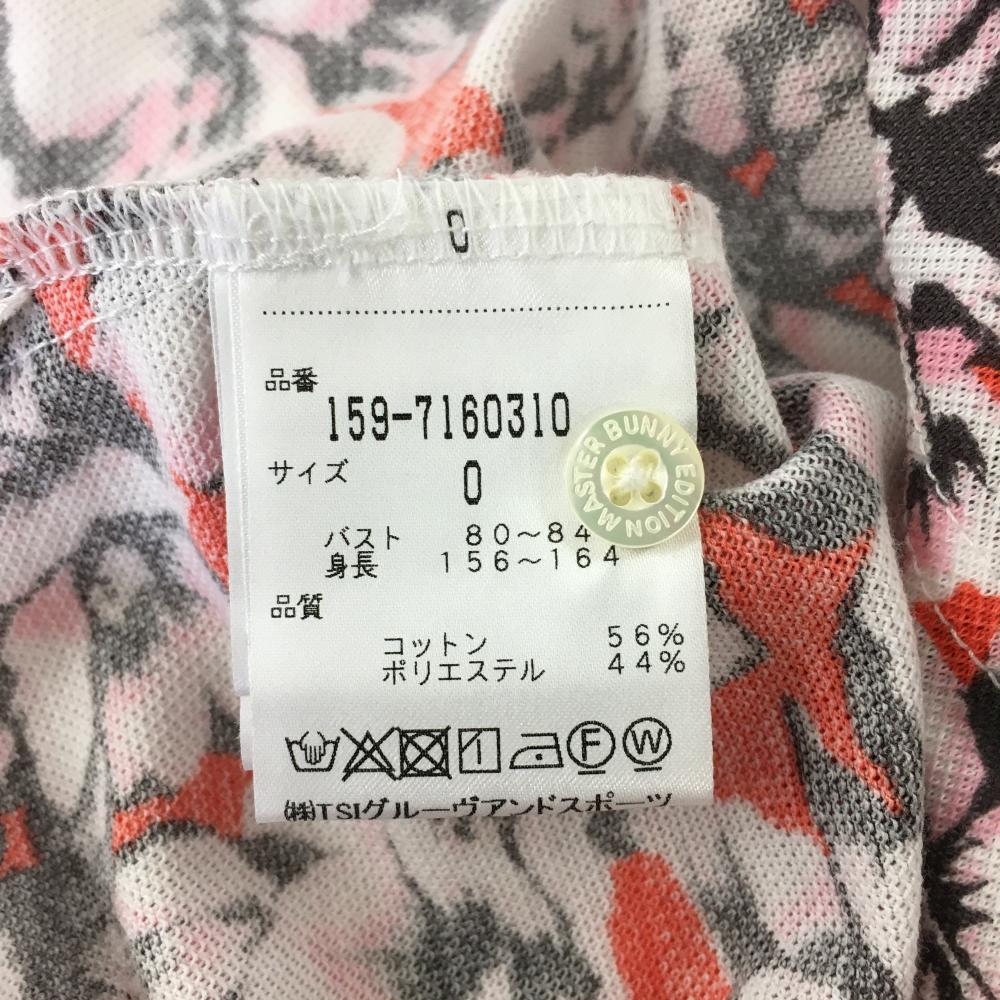 0
品番
159-7160310
サイズ 0
MASTER BUNNY EDITION
バスト 80～84
身長 156～164
品質
コットン 56%
ポリエステル 44%
F W
㈱TSIグルーヴアンドスポーツ